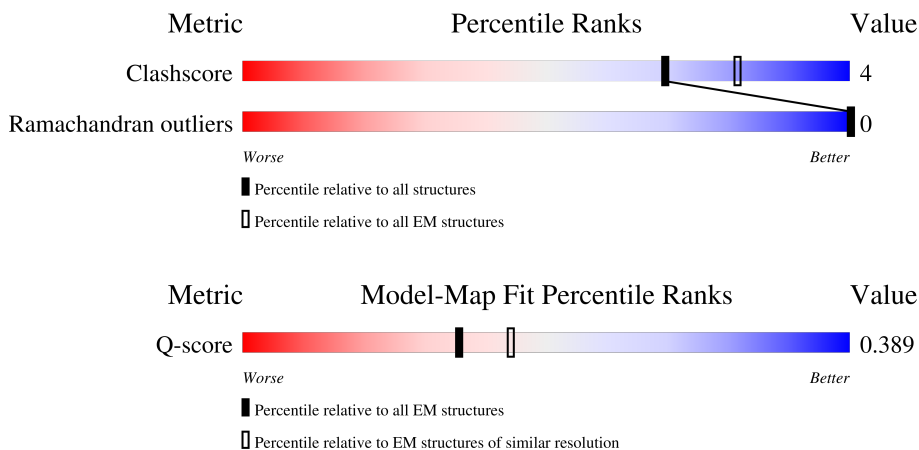 Metric Percentile Ranks Value
Clashscore 4
Ramachandran outliers 0
Worse Better
Percentile relative to all structures
Percentile relative to all EM structures
Metric Model-Map Fit Percentile Ranks Value
Q-score 0.389
Worse Better
Percentile relative to all EM structures
Percentile relative to EM structures of similar resolution